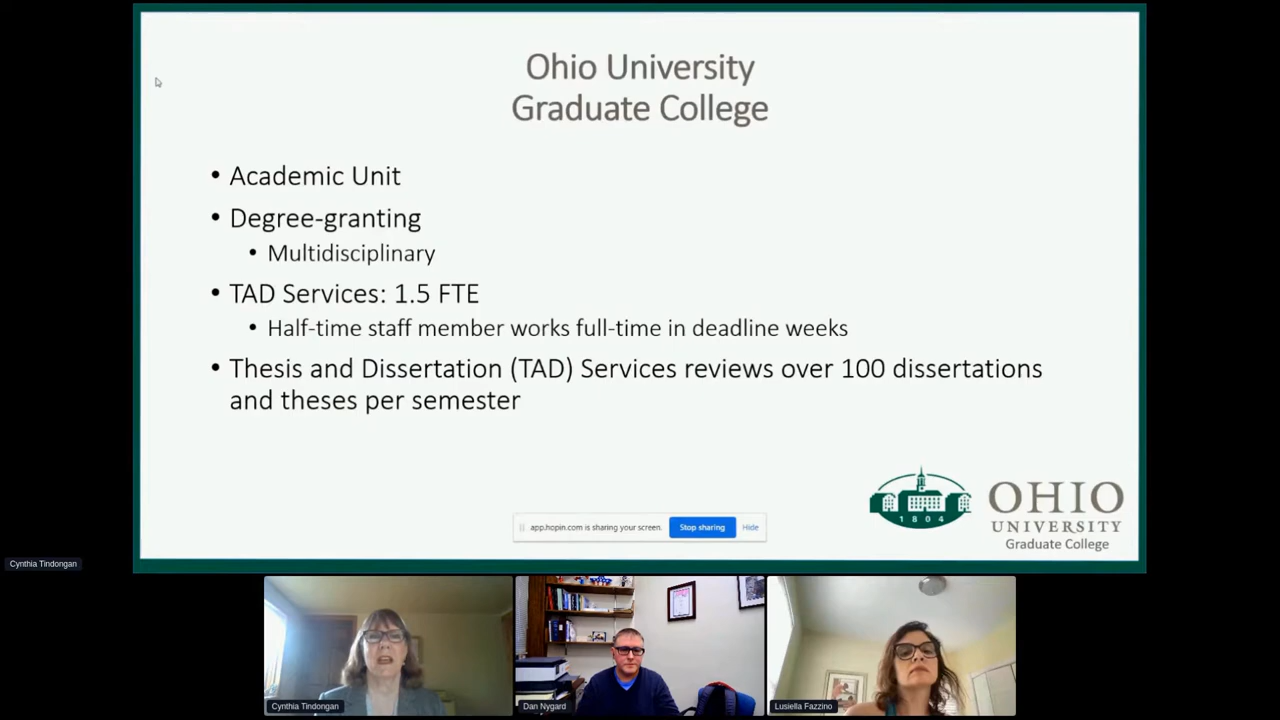 Ohio University
Graduate College
• Academic Unit
• Degree-granting
• Multidisciplinary
• TAD Services: 1.5 FTE
• Half-time staff member works full-time in deadline weeks
• Thesis and Dissertation (TAD) Services reviews over 100 dissertations
and theses per semester
1804
OHIO
UNIVERSITY
Graduate College
app.hopin.com is sharing your screen.
Stop sharing
Hide
Cynthia Tindongan
Cynthia Tindongan
Dan Nygard
Lusiella Fazzino